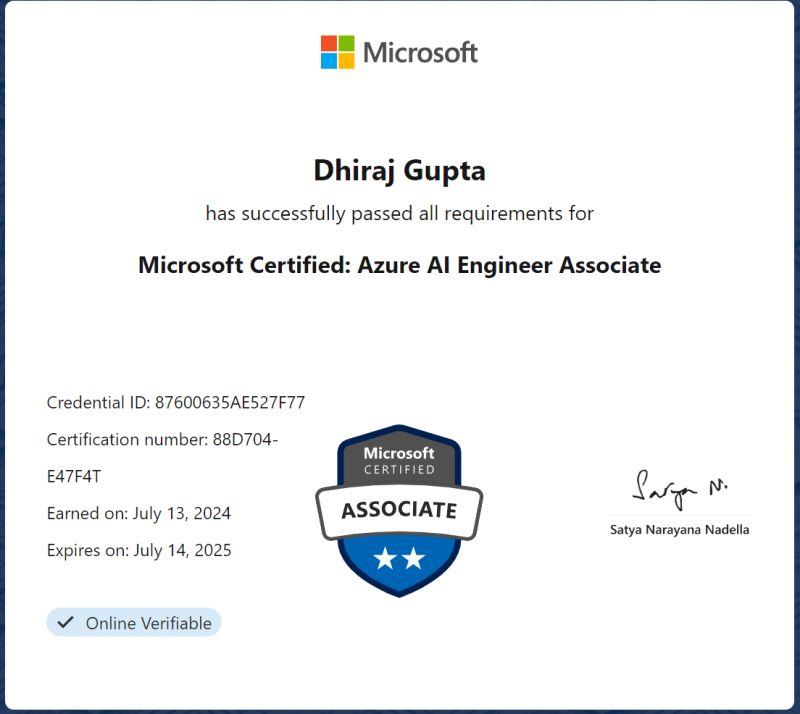 Microsoft
Dhiraj Gupta
has successfully passed all requirements for
Microsoft Certified: Azure AI Engineer Associate
Credential ID: 87600635AE527F77
Certification number: 88D704-
E47F4T
Earned on: July 13, 2024
Expires on: July 14, 2025
Online Verifiable
Microsoft
CERTIFIED
ASSOCIATE
Satya N.
Satya Narayana Nadella